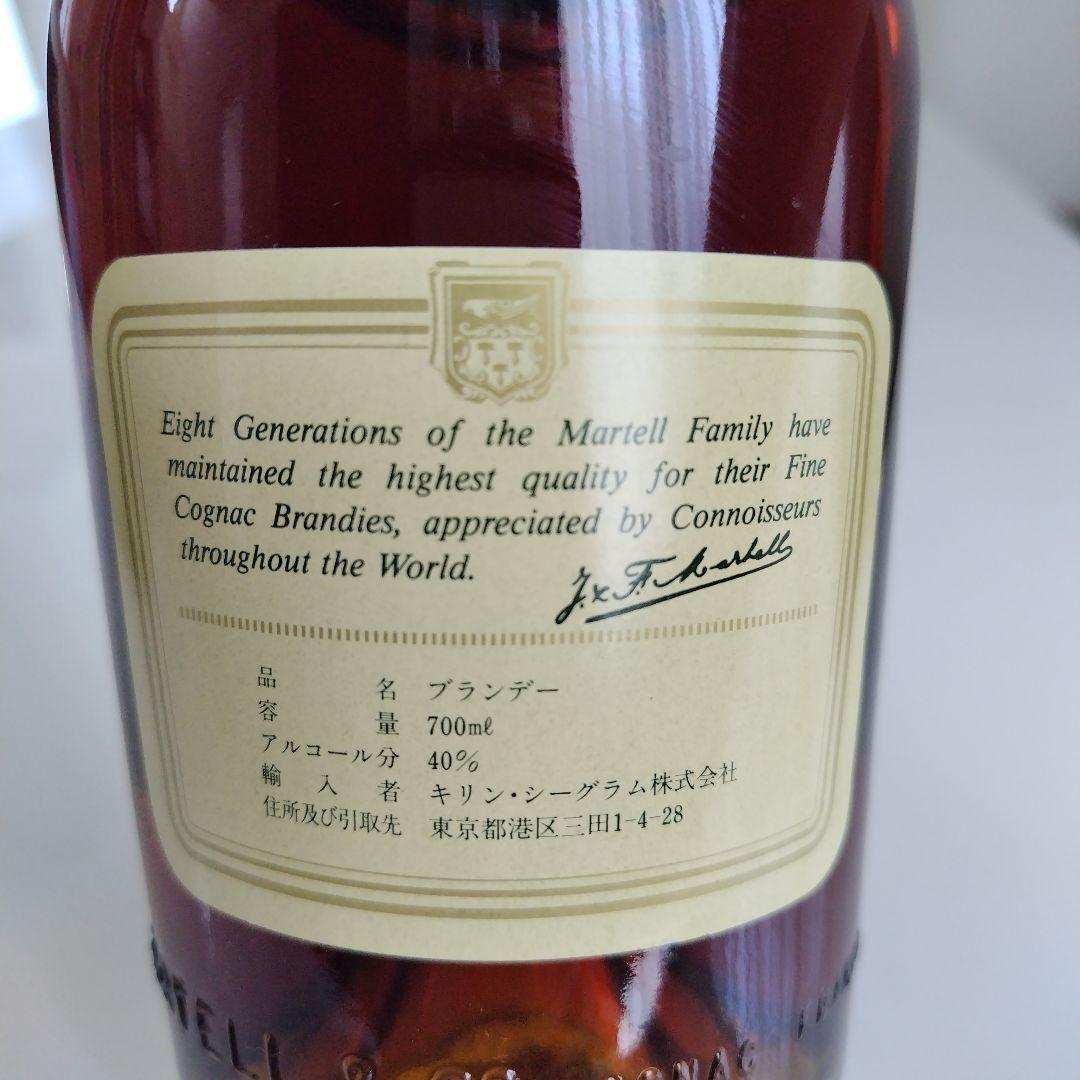 Eight Generations of the Martell Family have
maintained the highest quality for their Fine
Cognac Brandies, appreciated by Connoisseurs
throughout the World.
J. & F. Martell
品名 ブランデー
容量 700mℓ
アルコール分 40%
輸入者 キリン・シーグラム株式会社
住所及び引取先 東京都港区三田1-4-28